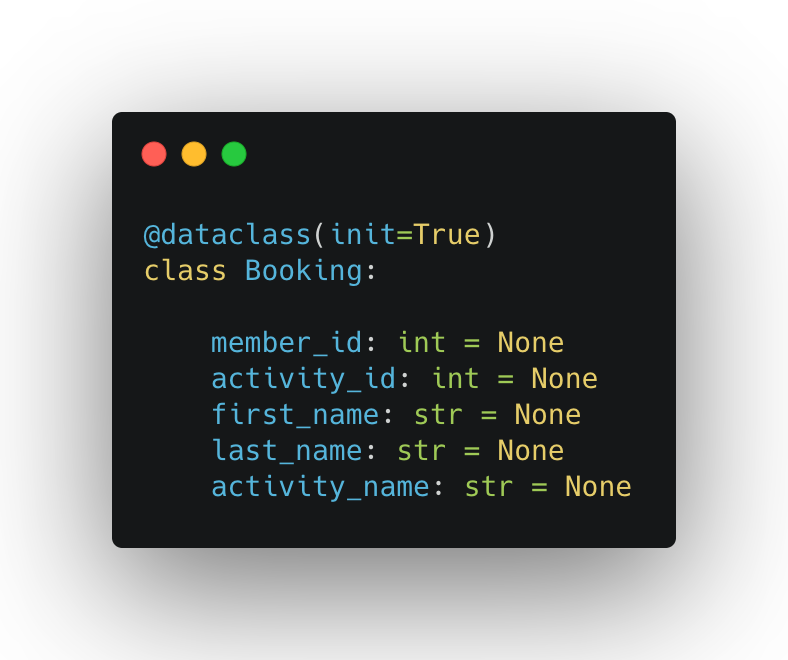 @dataclass(init=True)
class Booking:
    member_id: int = None
    activity_id: int = None
    first_name: str = None
    last_name: str = None
    activity_name: str = None